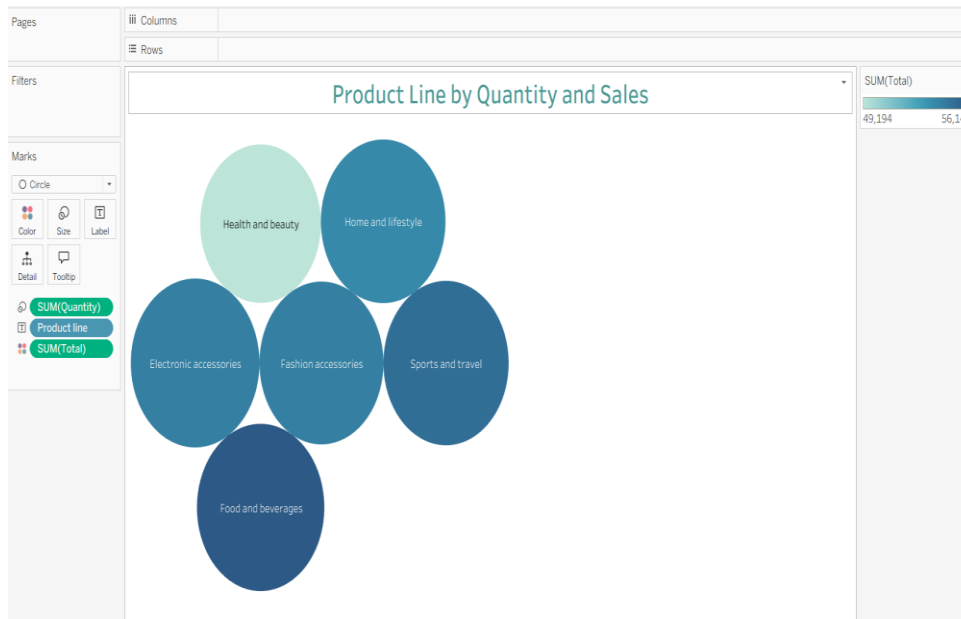 Pages
Columns
Rows
Filters
Product Line by Quantity and Sales
SUM(Total)
49,194
Marks
Circle
Color
Size
Label
Detail
Tooltip
SUM(Quantity)
Product line
SUM(Total)
Health and beauty
Home and lifestyle
Electronic accessories
Fashion accessories
Sports and travel
Food and beverages